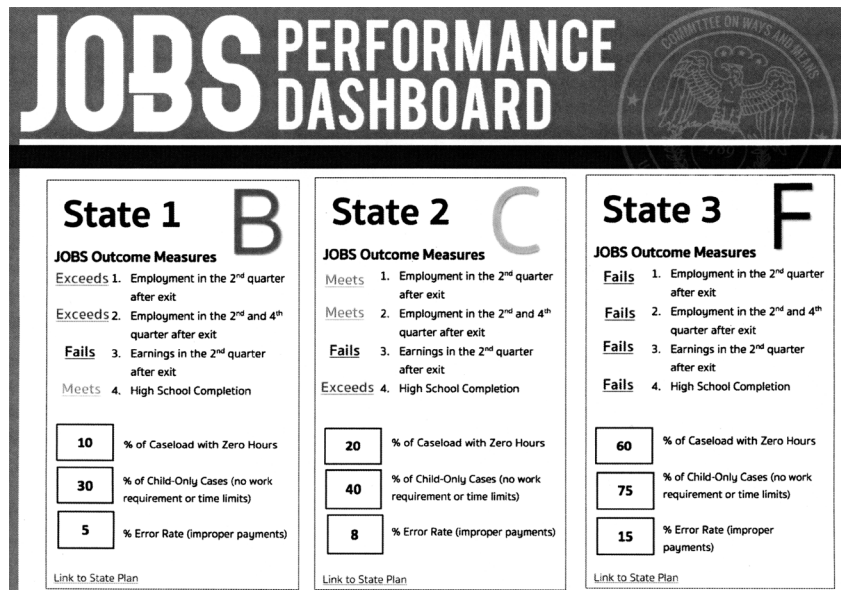 JOBS PERFORMANCE
DASHBOARD
COMMITTEE ON WAYS AND MEANS
State 1 B
JOBS Outcome Measures
Exceeds 1. Employment in the 2nd quarter
after exit
Exceeds 2. Employment in the 2nd and 4th
quarter after exit
Fails 3. Earnings in the 2nd quarter
after exit
Meets 4. High School Completion
10 % of Caseload with Zero Hours
30 % of Child-Only Cases (no work
requirement or time limits)
5 % Error Rate (improper payments)
Link to State Plan
State 2 C
JOBS Outcome Measures
Meets 1. Employment in the 2nd quarter
after exit
Meets 2. Employment in the 2nd and 4th
quarter after exit
Fails 3. Earnings in the 2nd quarter
after exit
Exceeds 4. High School Completion
20 % of Caseload with Zero Hours
40 % of Child-Only Cases (no work
requirement or time limits)
8 % Error Rate (improper payments)
Link to State Plan
State 3 F
JOBS Outcome Measures
Fails 1. Employment in the 2nd quarter
after exit
Fails 2. Employment in the 2nd and 4th
quarter after exit
Fails 3. Earnings in the 2nd quarter
after exit
Fails 4. High School Completion
60 % of Caseload with Zero Hours
75 % of Child-Only Cases (no work
requirement or time limits)
15 % Error Rate (improper
payments)
Link to State Plan